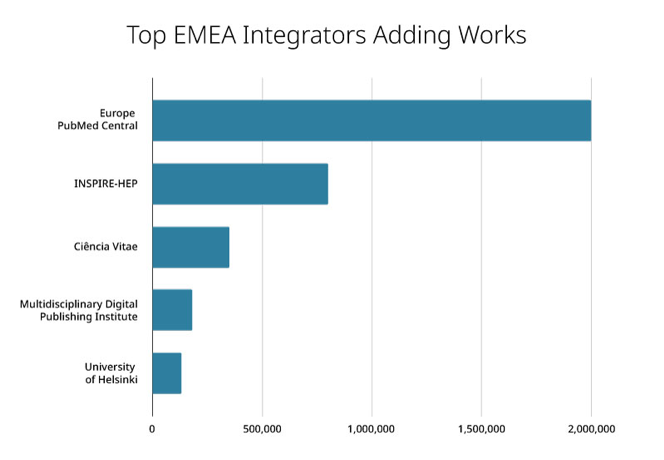 Top EMEA Integrators Adding Works
Europe
PubMed Central
INSPIRE-HEP
Ciência Vitae
Multidisciplinary Digital
Publishing Institute
University
of Helsinki
0
500,000
1,000,000
1,500,000
2,000,000